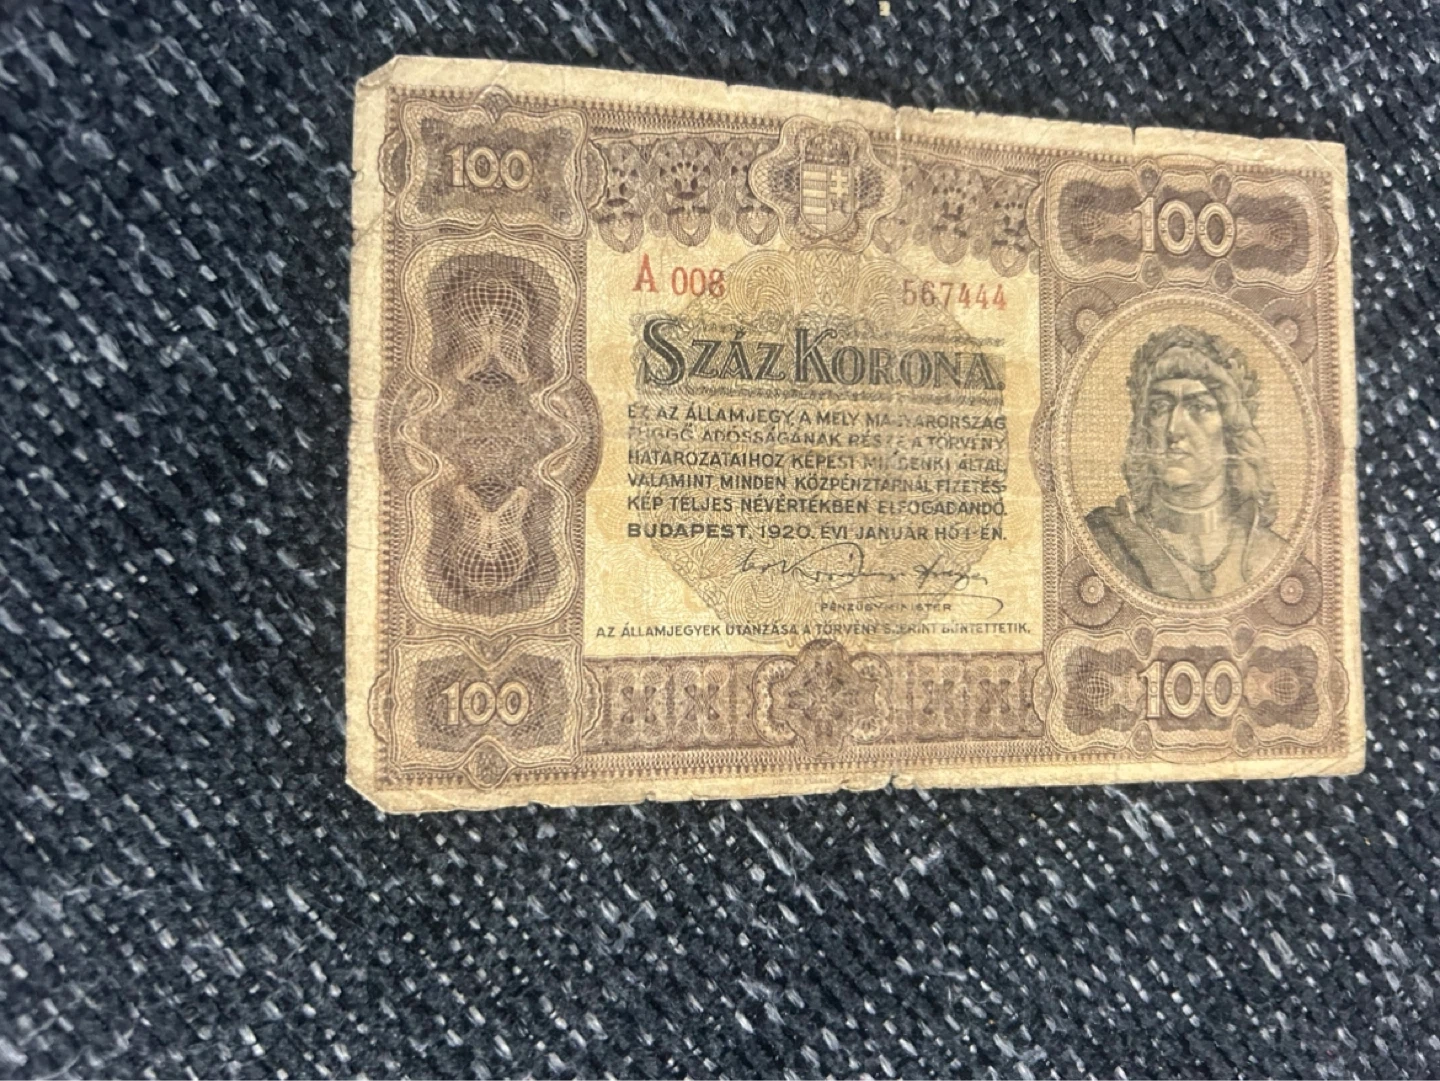 100
100
A 008 567444
SZÁZ KORONA.
EZ AZ ÁLLAMJEGY, A MELY MAGYARORSZÁG
FÜGGŐ ADÓSSÁGÁNAK RÉSZE A TÖRVÉNY
HATÁROZATAIHOZ KÉPEST MINDENKI ÁLTAL,
VALAMINT MINDEN KÖZPÉNZTÁRNÁL FIZETÉS-
KÉP TELJES NÉVÉRTÉKBEN ELFOGADANDÓ.
BUDAPEST, 1920. ÉVI JANUÁR HÓ 1-ÉN.
PÉNZÜGYMINISTER
AZ ÁLLAMJEGYEK UTÁNZÁSA A TÖRVÉNY SZERINT BÜNTETTETIK.
100
100